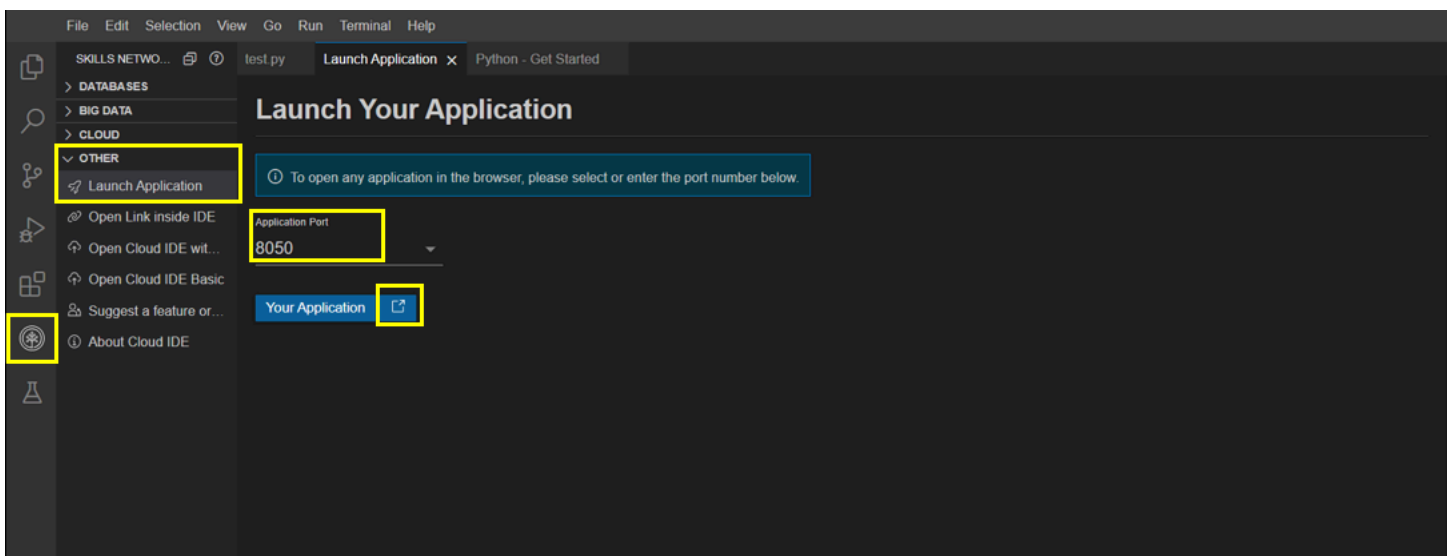 File Edit Selection View Go Run Terminal Help
SKILLS NETWO...
test.py Launch Application Python - Get Started
DATABASES
BIG DATA
CLOUD
OTHER
Launch Application
Open Link inside IDE
Open Cloud IDE wit...
Open Cloud IDE Basic
Suggest a feature or...
About Cloud IDE
Launch Your Application
To open any application in the browser, please select or enter the port number below.
Application Port
8050
Your Application